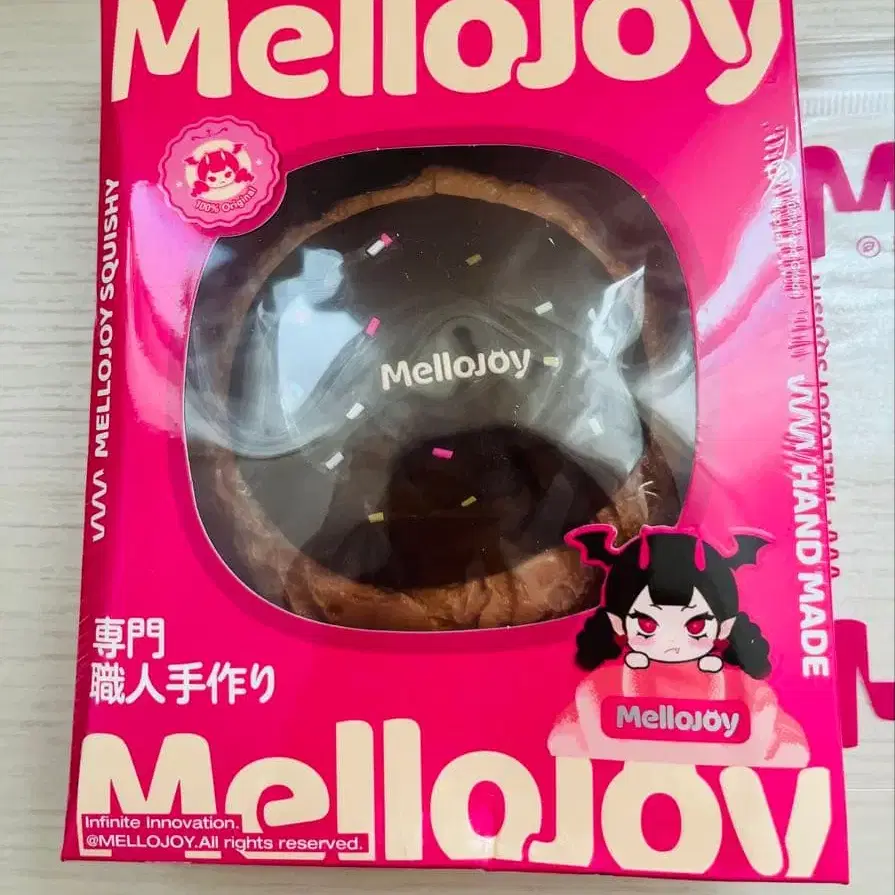 MelloJoy
100% Original
MELLOJOY SQUISHY
MelloJoy
HAND MADE
専門
職人手作り
MelloJoy
MelloJoy
Infinite Innovation.
@MELLOJOY.All rights reserved.